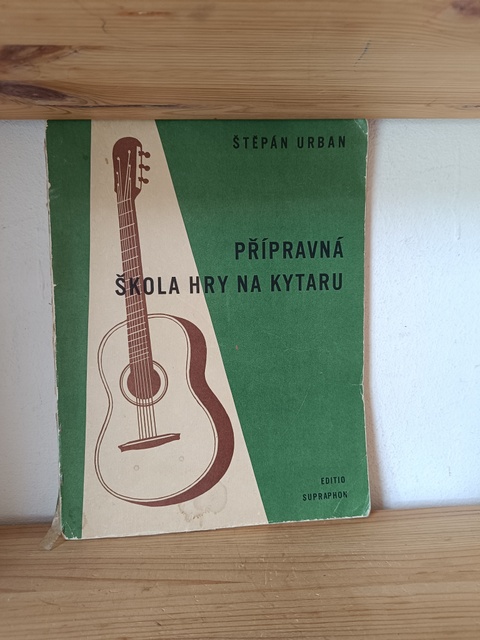 ŠTĚPÁN URBAN
PŘÍPRAVNÁ
ŠKOLA HRY NA KYTARU
EDITIO
SUPRAPHON